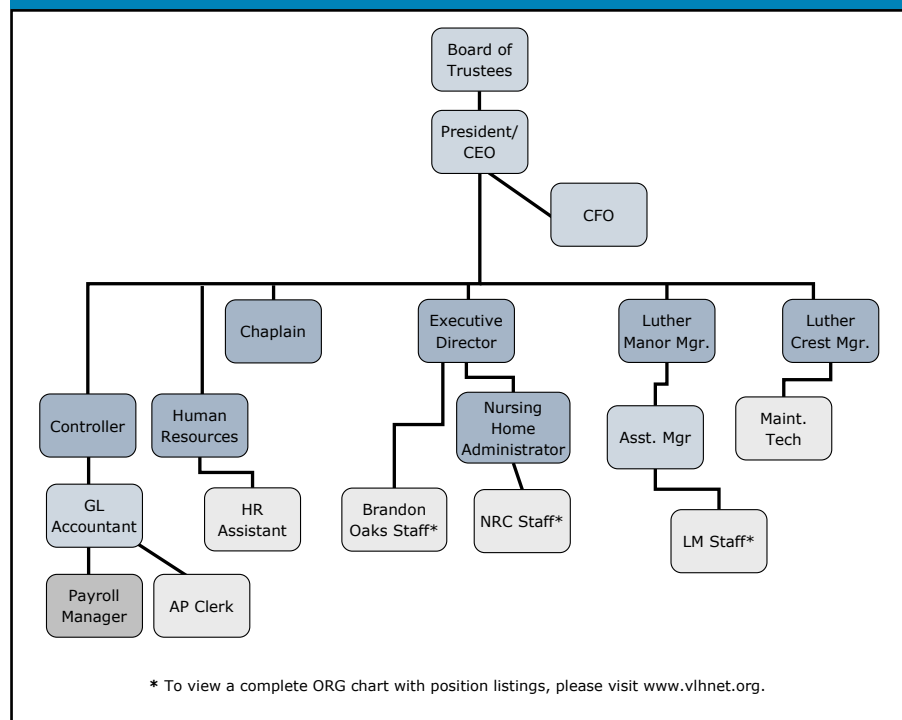 Board of
Trustees
President/
CEO
CFO
Chaplain
Executive
Director
Luther
Manor Mgr.
Luther
Crest Mgr.
Controller
Human
Resources
Nursing
Home
Administrator
Asst. Mgr
Maint.
Tech
GL
Accountant
HR
Assistant
Brandon
Oaks Staff*
NRC Staff*
LM Staff*
Payroll
Manager
AP Clerk
* To view a complete ORG chart with position listings, please visit www.vlhnet.org.